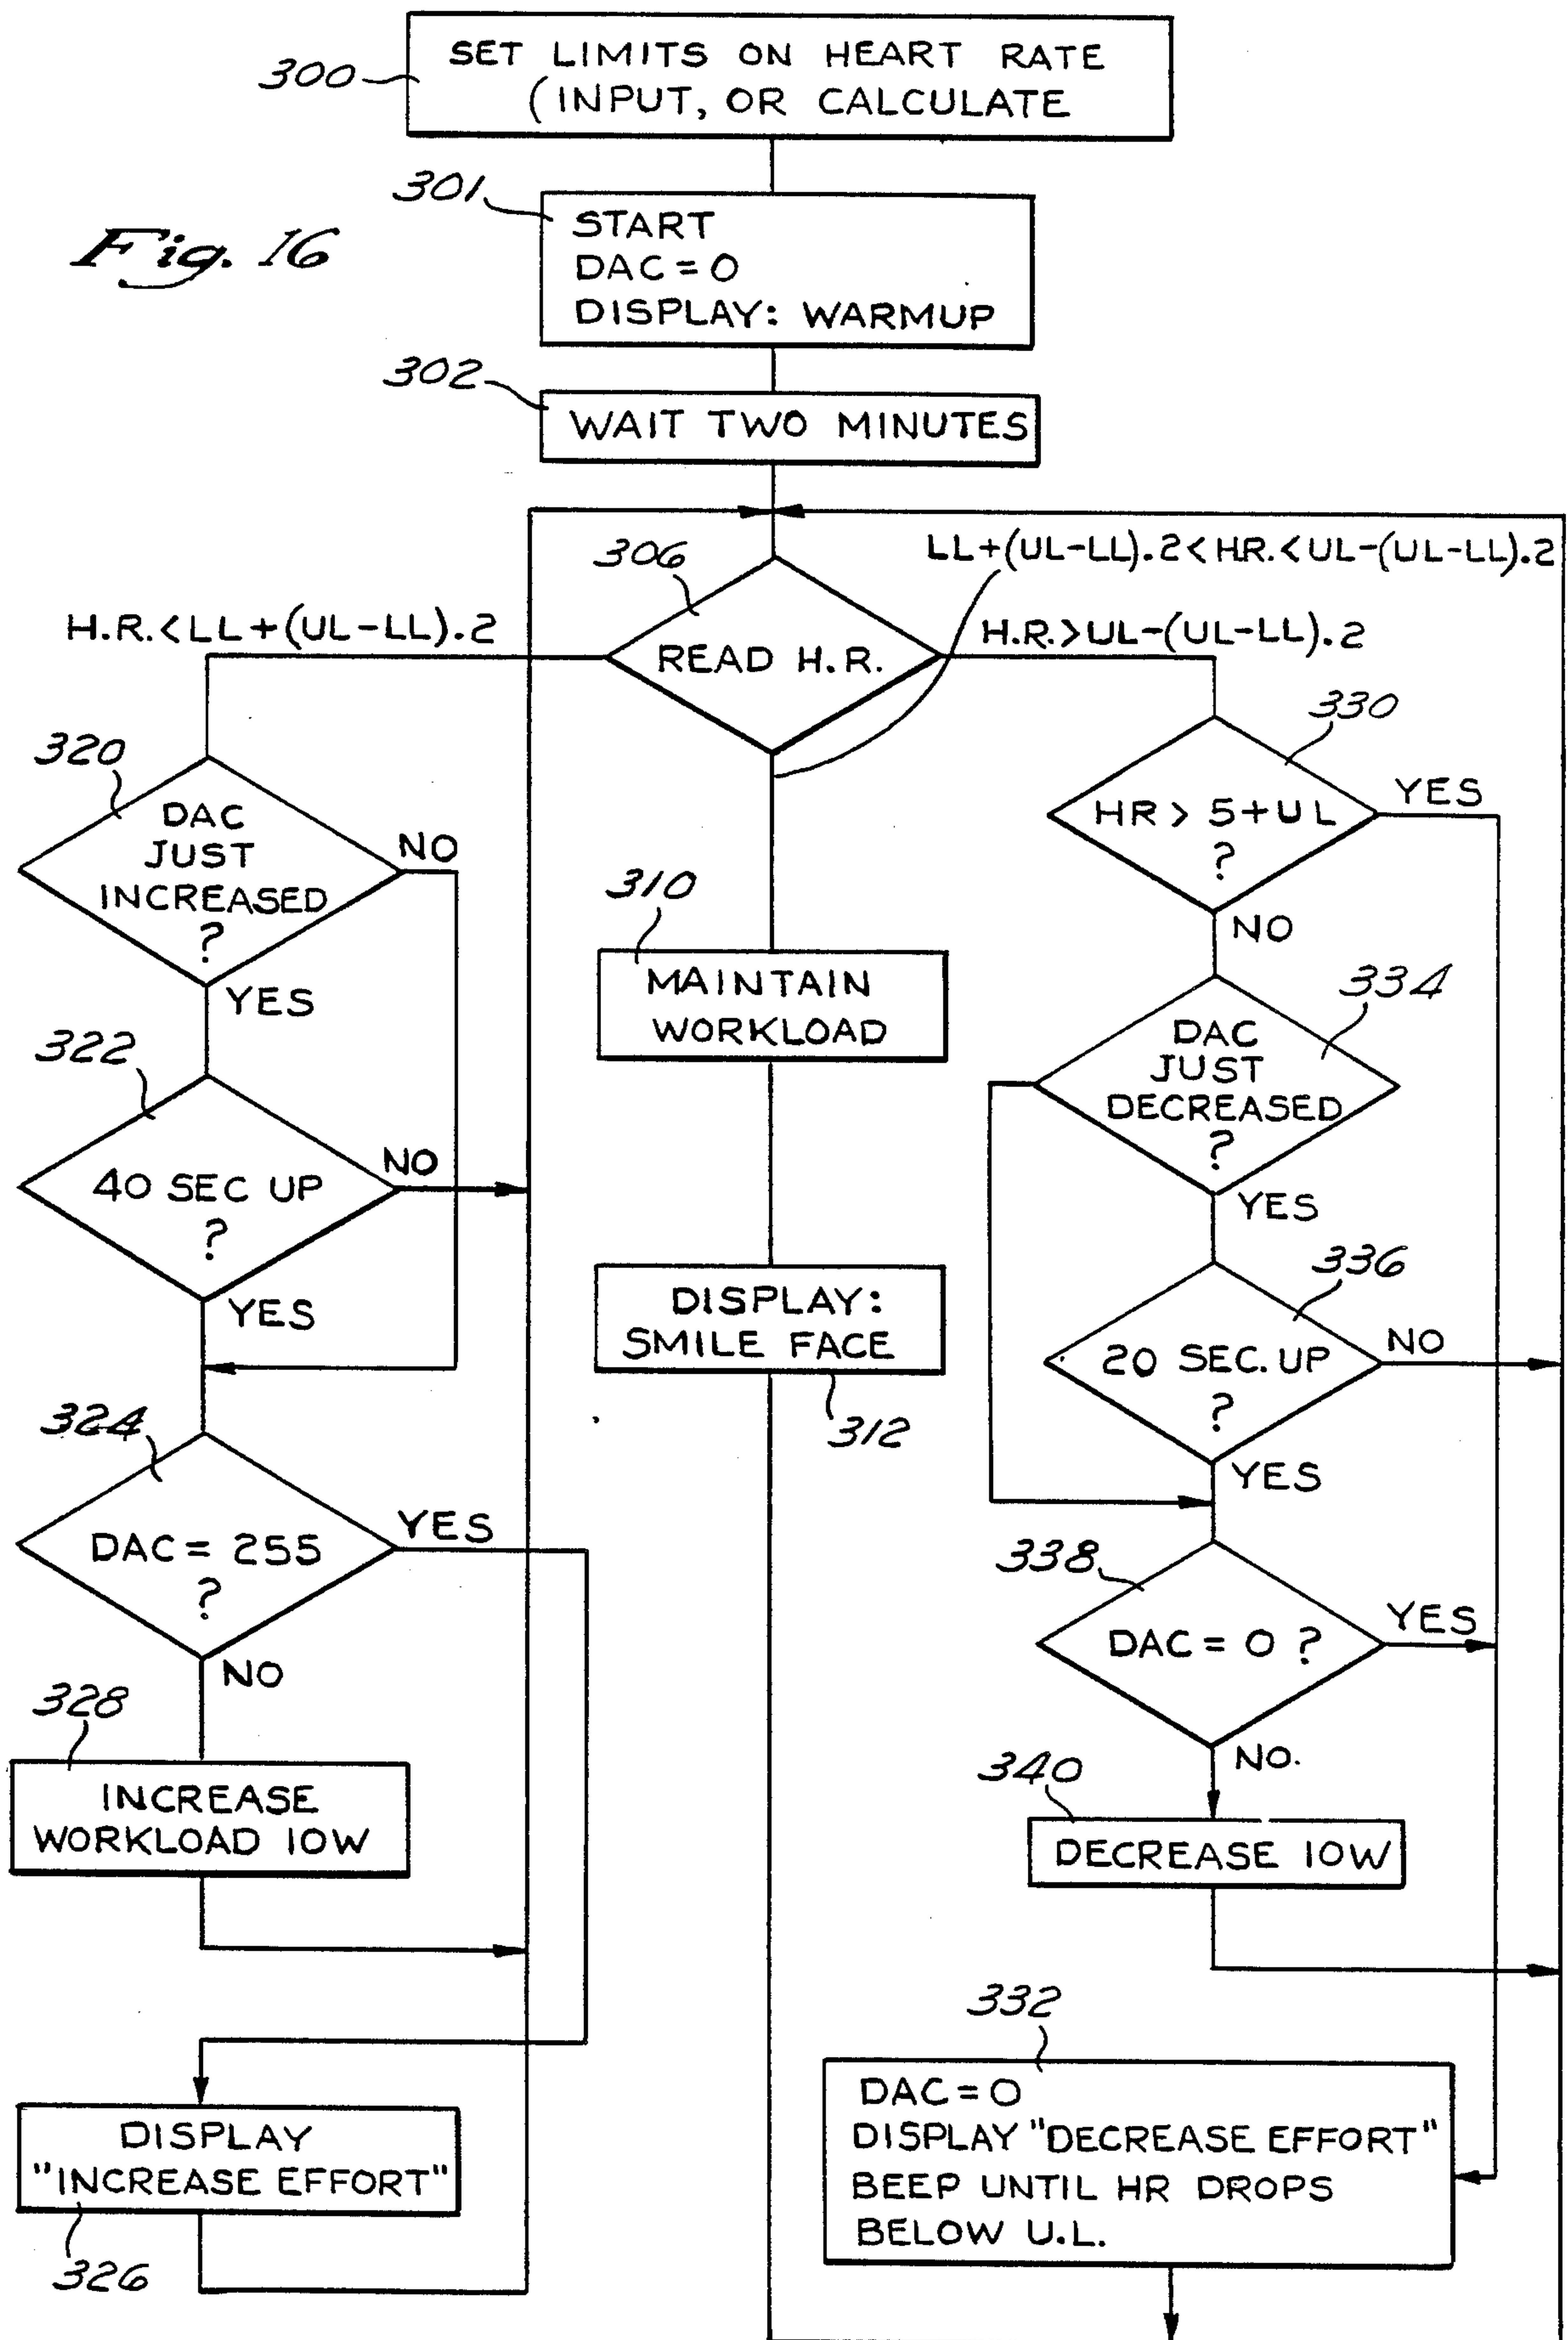 300
SET LIMITS ON HEART RATE
(INPUT, OR CALCULATE
Fig. 16
301
START
DAC = 0
DISPLAY: WARMUP
302
WAIT TWO MINUTES
306
LL+(UL-LL).2<H.R.<UL-(UL-LL).2
H.R.<LL+(UL-LL).2
READ H.R.
H.R.>UL-(UL-LL).2
320
DAC
JUST
INCREASED
?
NO
YES
322
40 SEC UP
?
NO
YES
324
DAC = 255
?
YES
NO
328
INCREASE
WORKLOAD 10W
DISPLAY
"INCREASE EFFORT"
326
310
MAINTAIN
WORKLOAD
DISPLAY:
SMILE FACE
312
330
HR > 5+UL
?
YES
NO
334
DAC
JUST
DECREASED
?
YES
336
20 SEC. UP
?
NO
YES
338
DAC = 0 ?
YES
NO.
340
DECREASE 10W
332
DAC = 0
DISPLAY "DECREASE EFFORT"
BEEP UNTIL HR DROPS
BELOW U.L.